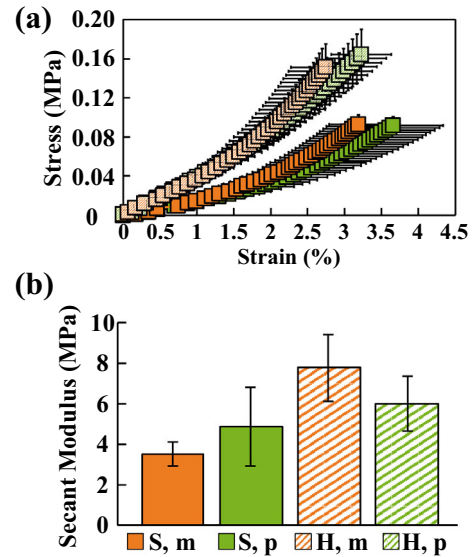 (a)
Stress (MPa)
0.20
0.16
0.12
0.08
0.04
0
0 0.5 1 1.5 2 2.5 3 3.5 4 4.5
Strain (%)
(b)
Secant Modulus (MPa)
10
8
6
4
2
0
S, m S, p H, m H, p